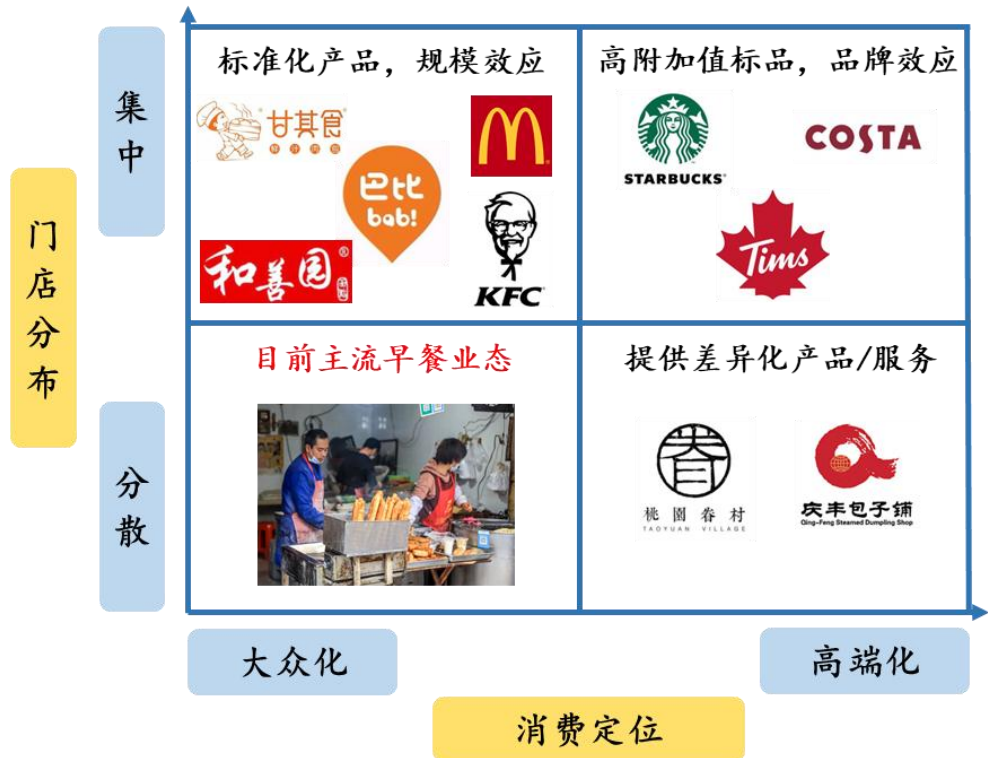 门店分布
集中
分散
标准化产品，规模效应
甘其食
巴比
babi
和善园
M
KFC
高附加值标品，品牌效应
STARBUCKS
COSTA
Tims
目前主流早餐业态
提供差异化产品/服务
桃園眷村
TAOYUAN VILLAGE
庆丰包子铺
Qing-Feng Steamed Dumpling Shop
大众化
高端化
消费定位